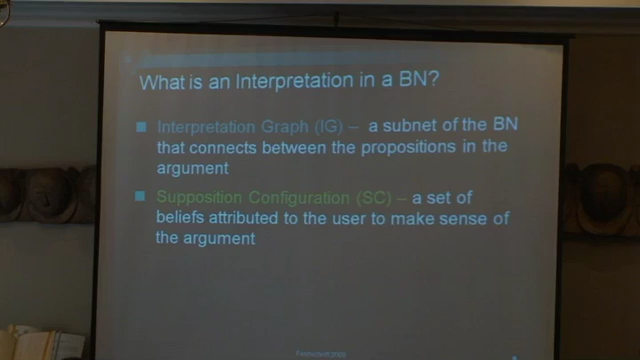 What is an Interpretation in a BN?
Interpretation Graph (IG) – a subnet of the BN
that connects between the propositions in the
argument
Supposition Configuration (SC) – a set of
beliefs attributed to the user to make sense of
the argument